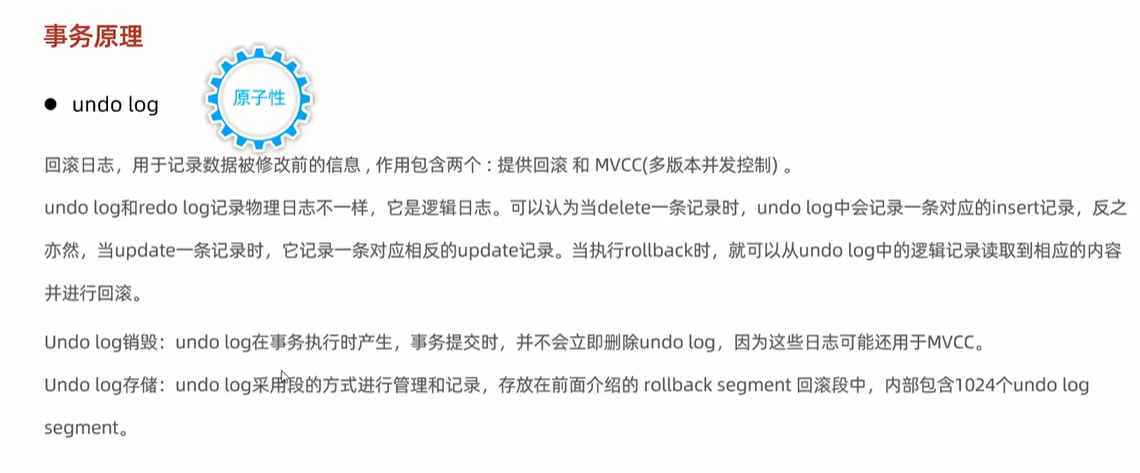 事务原理
原子性
● undo log
回滚日志，用于记录数据被修改前的信息 , 作用包含两个 : 提供回滚 和 MVCC(多版本并发控制) 。
undo log和redo log记录物理日志不一样，它是逻辑日志。可以认为当delete一条记录时，undo log中会记录一条对应的insert记录，反之
亦然，当update一条记录时，它记录一条对应相反的update记录。当执行rollback时，就可以从undo log中的逻辑记录读取到相应的内容
并进行回滚。
Undo log销毁：undo log在事务执行时产生，事务提交时，并不会立即删除undo log，因为这些日志可能还用于MVCC。
Undo log存储：undo log采用段的方式进行管理和记录，存放在前面介绍的 rollback segment 回滚段中，内部包含1024个undo log
segment。